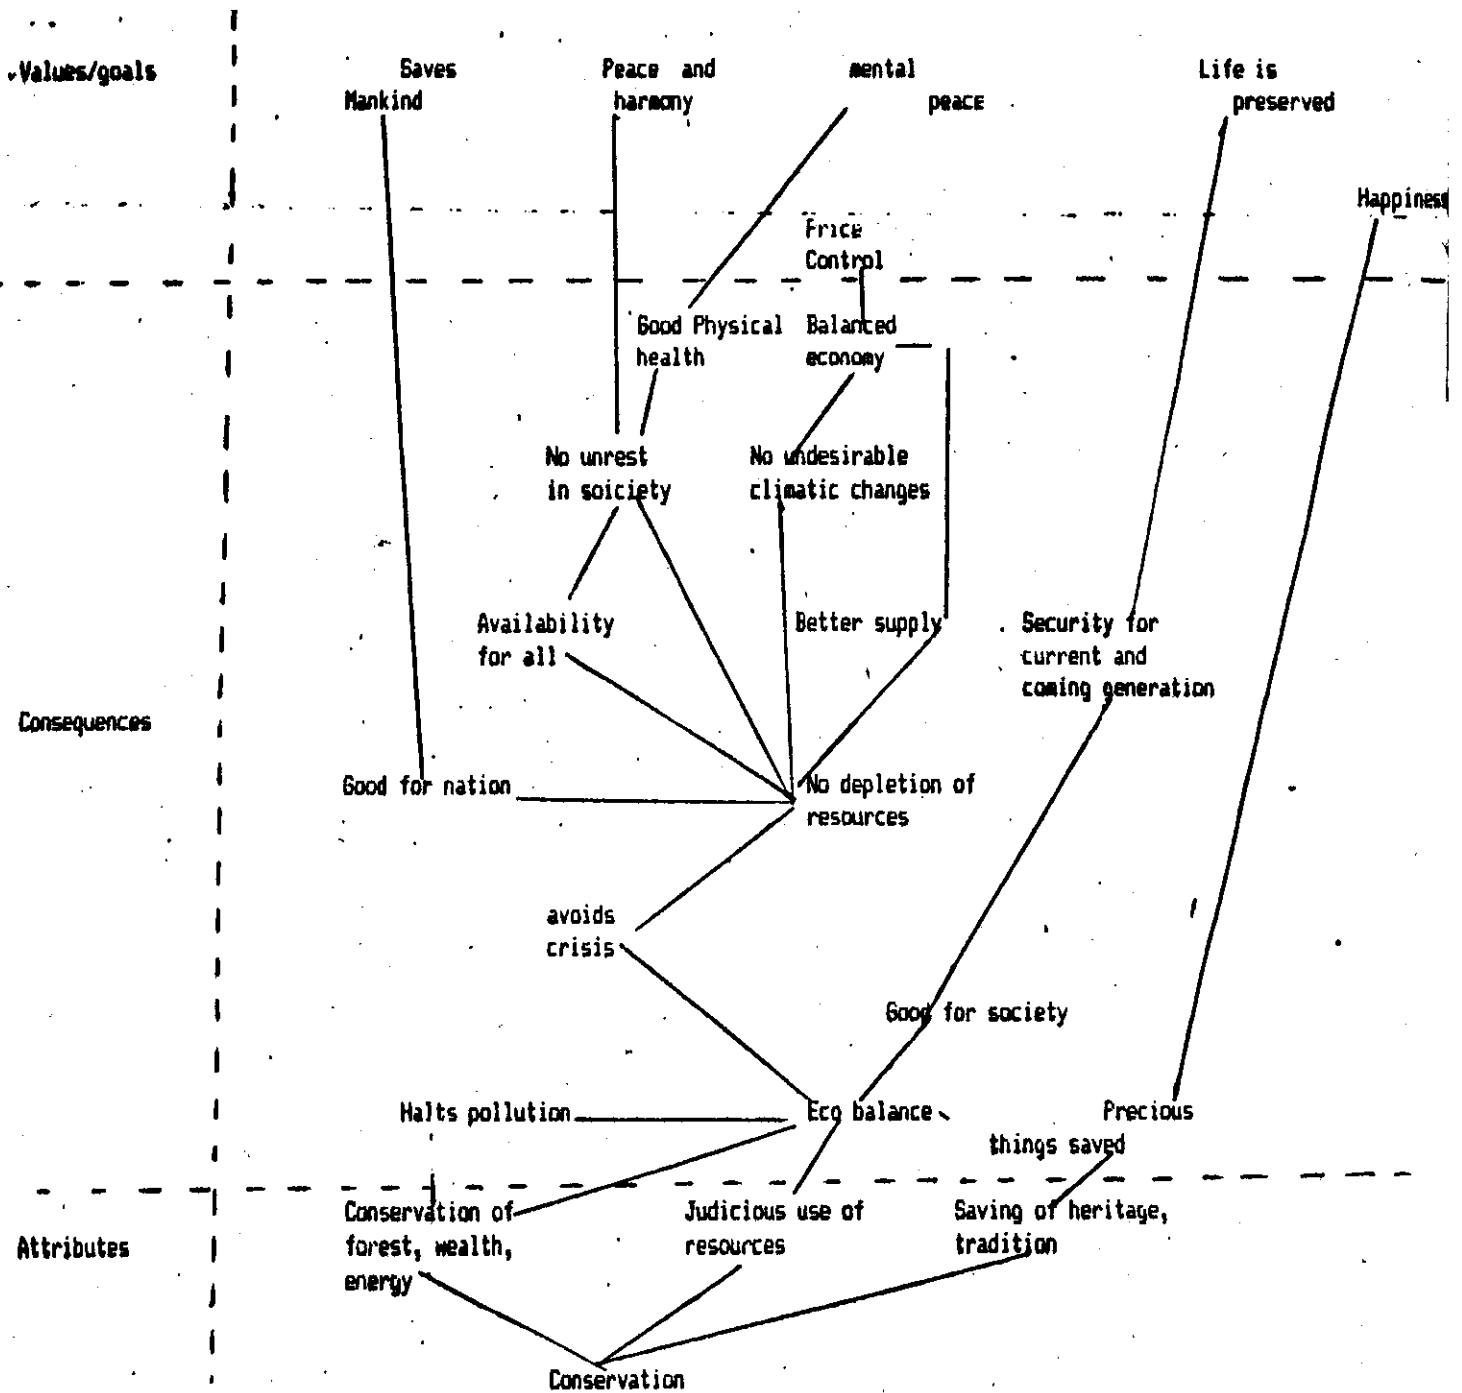 Values/goals
Saves
Mankind
Peace and
harmony
mental
peace
Life is
preserved
Happiness
Price
Control
Good Physical
health
Balanced
economy
No unrest
in soiciety
No undesirable
climatic changes
Availability
for all
Better supply
Security for
current and
coming generation
Consequences
Good for nation
No depletion of
resources
avoids
crisis
Good for society
Halts pollution
Eco balance
Precious
things saved
Attributes
Conservation of
forest, wealth,
energy
Judicious use of
resources
Saving of heritage,
tradition
Conservation